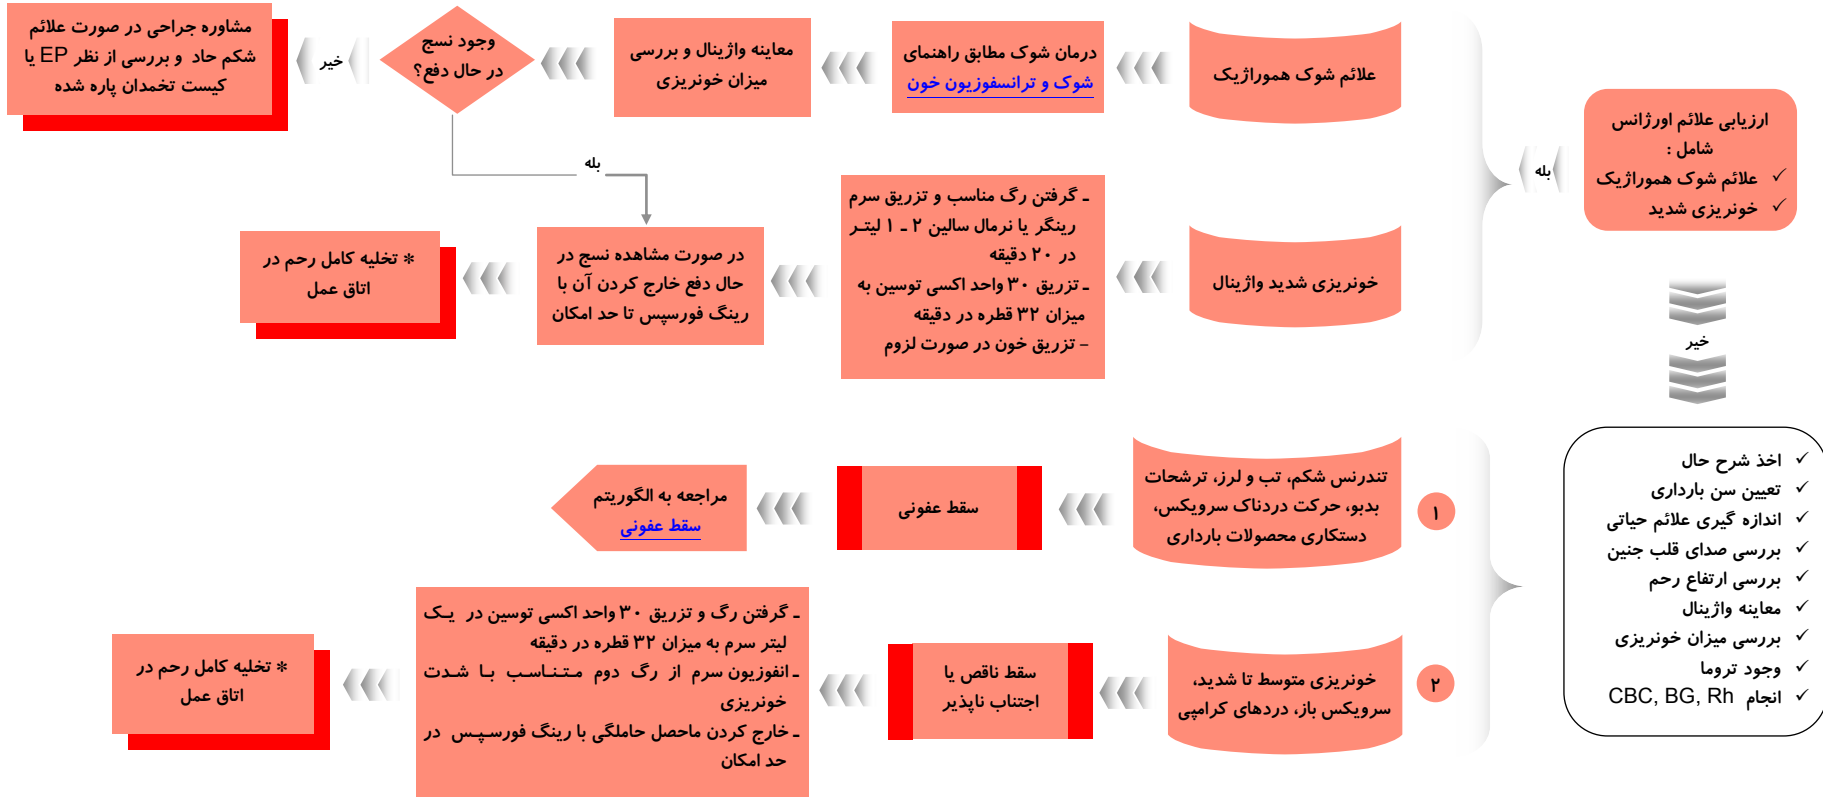 ارزیابی علائم اورژانس
شامل :
✓ علائم شوک هموراژیک
✓ خونریزی شدید
بله
علائم شوک هموراژیک
درمان شوک مطابق راهنمای
شوک و ترانسفوزیون خون
معاینه واژینال و بررسی
میزان خونریزی
وجود نسج
در حال دفع؟
خیر
مشاوره جراحی در صورت علائم
شکم حاد و بررسی از نظر EP یا
کیست تخمدان پاره شده
بله
خونریزی شدید واژینال
ـ گرفتن رگ مناسب و تزریق سرم
رینگر یا نرمال سالین ۲ ـ ۱ لیتر
در ۲۰ دقیقه
ـ تزریق ۳۰ واحد اکسی توسین به
میزان ۳۲ قطره در دقیقه
– تزریق خون در صورت لزوم
در صورت مشاهده نسج در
حال دفع خارج کردن آن با
رینگ فورسپس تا حد امکان
* تخلیه کامل رحم در
اتاق عمل
خیر
✓ اخذ شرح حال
✓ تعیین سن بارداری
✓ اندازه گیری علائم حیاتی
✓ بررسی صدای قلب جنین
✓ بررسی ارتفاع رحم
✓ معاینه واژینال
✓ بررسی میزان خونریزی
✓ وجود تروما
✓ انجام CBC, BG, Rh
۱
تندرنس شکم، تب و لرز، ترشحات
بدبو، حرکت دردناک سرویکس،
دستکاری محصولات بارداری
سقط عفونی
مراجعه به الگوریتم
سقط عفونی
۲
خونریزی متوسط تا شدید،
سرویکس باز، دردهای کرامپی
سقط ناقص یا
اجتناب ناپذیر
ـ گرفتن رگ و تزریق ۳۰ واحد اکسی توسین در یک
لیتر سرم به میزان ۳۲ قطره در دقیقه
ـ انفوزیون سرم از رگ دوم متناسب با شدت
خونریزی
ـ خارج کردن ماحصل حاملگی با رینگ فورسپس در
حد امکان
* تخلیه کامل رحم در
اتاق عمل